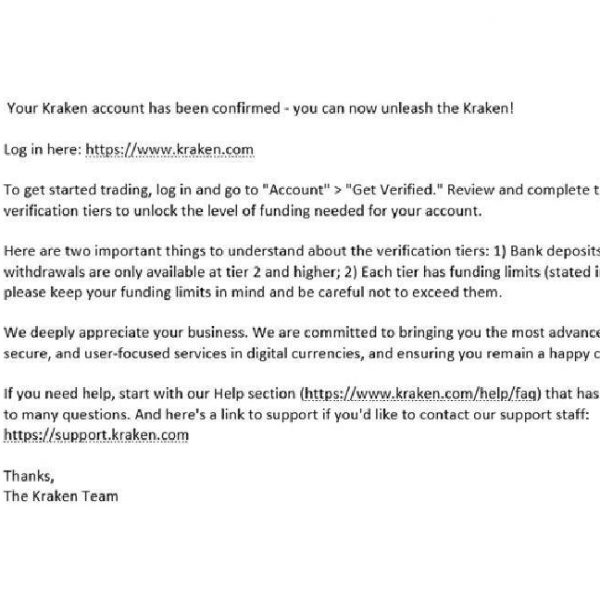 Your Kraken account has been confirmed - you can now unleash the Kraken!
Log in here: https://www.kraken.com
To get started trading, log in and go to "Account" > "Get Verified." Review and complete t
verification tiers to unlock the level of funding needed for your account.
Here are two important things to understand about the verification tiers: 1) Bank deposits
withdrawals are only available at tier 2 and higher; 2) Each tier has funding limits (stated i
please keep your funding limits in mind and be careful not to exceed them.
We deeply appreciate your business. We are committed to bringing you the most advance
secure, and user-focused services in digital currencies, and ensuring you remain a happy c
If you need help, start with our Help section (https://www.kraken.com/help/faq) that has
to many questions. And here's a link to support if you'd like to contact our support staff:
https://support.kraken.com
Thanks,
The Kraken Team